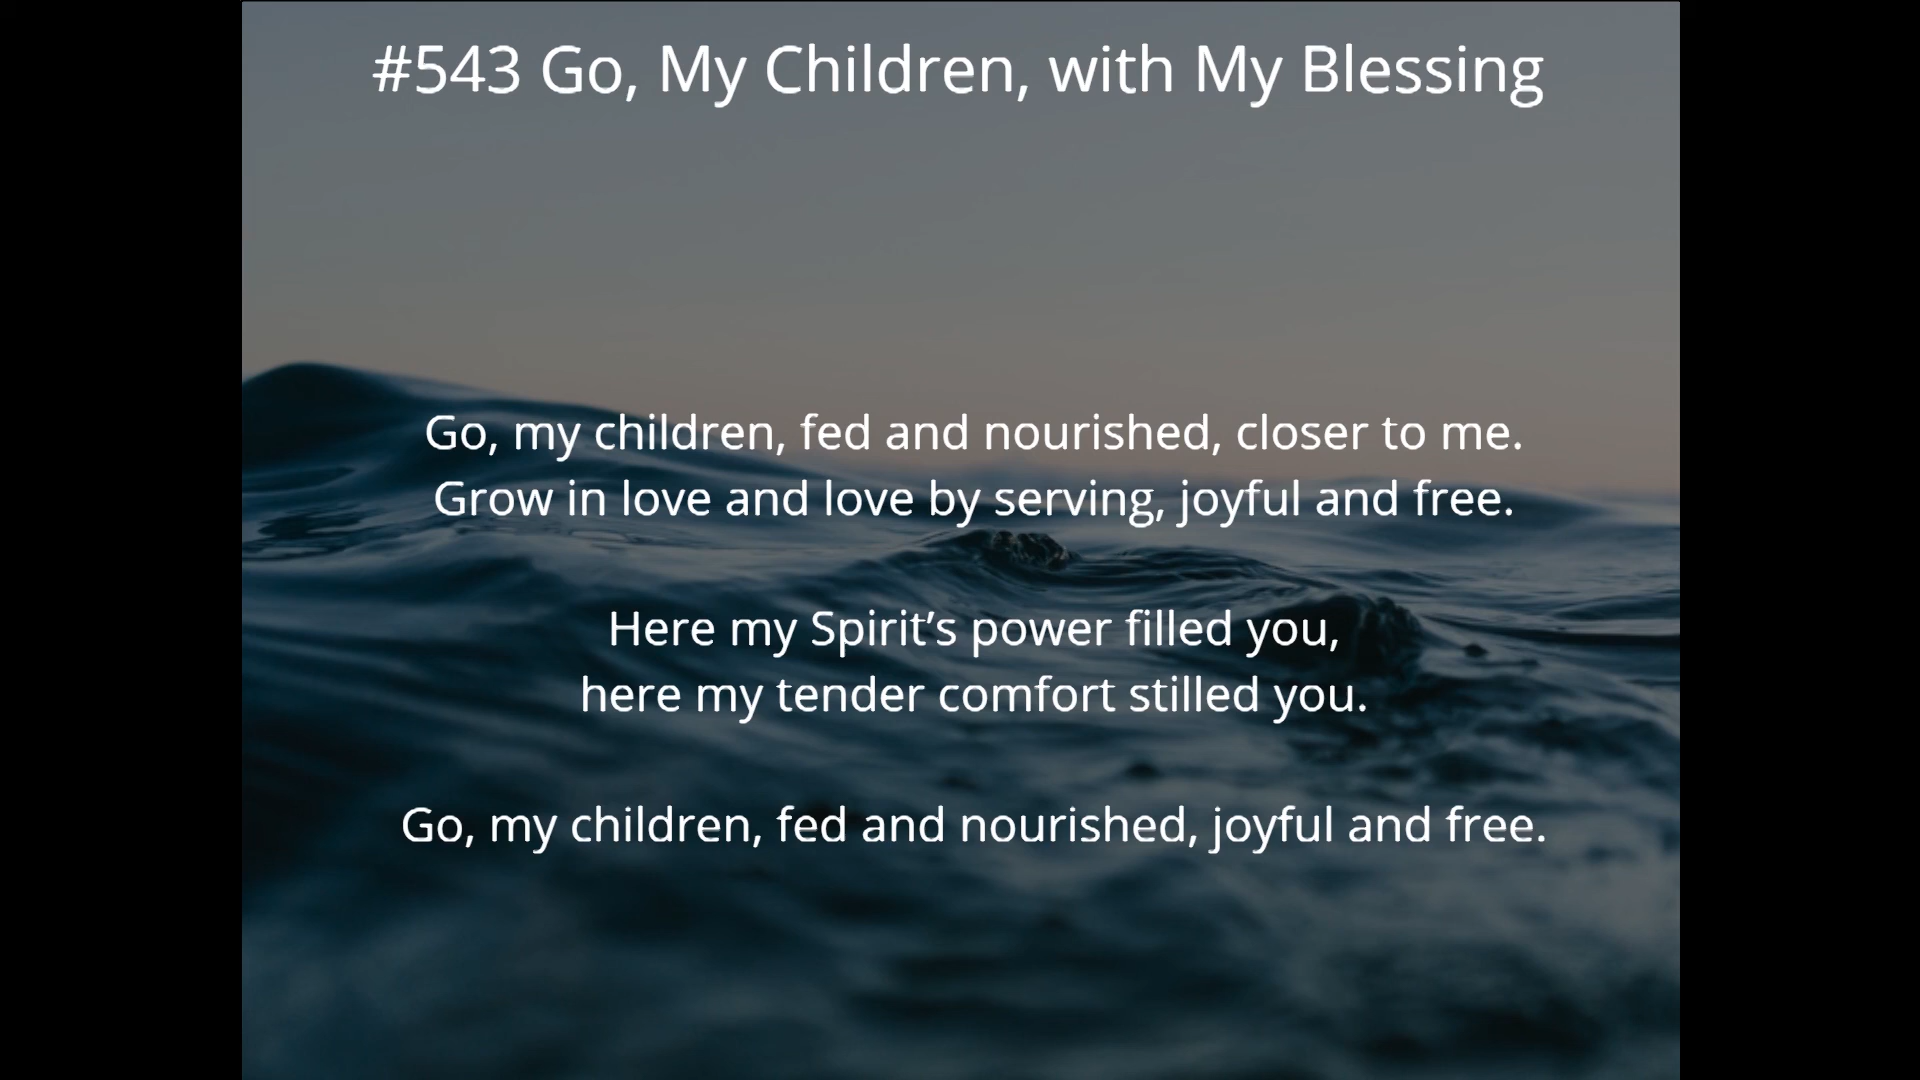 #543 Go, My Children, with My Blessing
Go, my children, fed and nourished, closer to me.
Grow in love and love by serving, joyful and free.
Here my Spirit’s power filled you,
here my tender comfort stilled you.
Go, my children, fed and nourished, joyful and free.